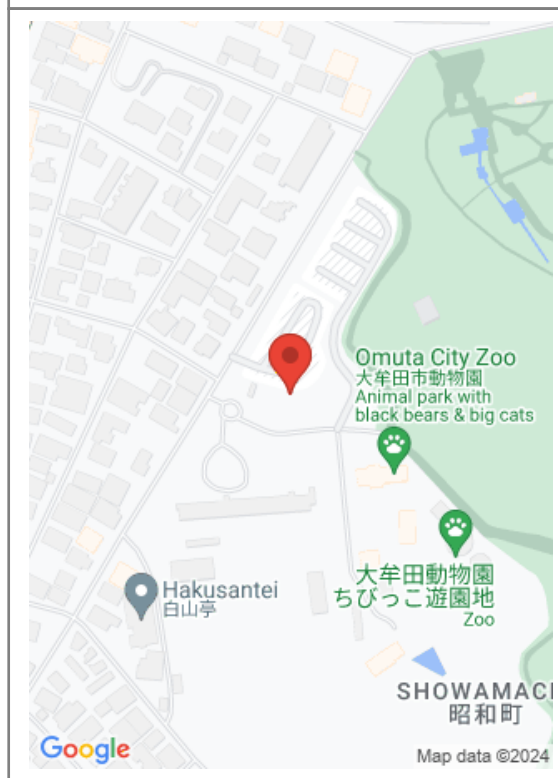 Omuta City Zoo
大牟田市動物園
Animal park with
black bears & big cats
大牟田動物園
ちびっこ遊園地
Zoo
Hakusantei
白山亭
SHOWAMACH
昭和町
Google
Map data ©2024